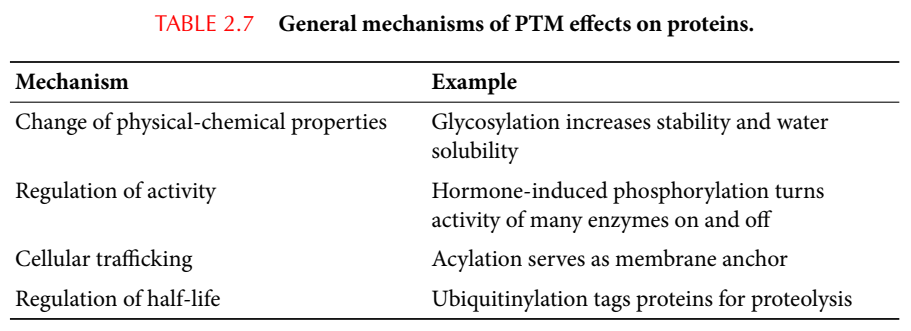 TABLE 2.7 General mechanisms of PTM effects on proteins.
Mechanism Example
Change of physical-chemical properties Glycosylation increases stability and water
solubility
Regulation of activity Hormone-induced phosphorylation turns
activity of many enzymes on and off
Cellular trafficking Acylation serves as membrane anchor
Regulation of half-life Ubiquitinylation tags proteins for proteolysis